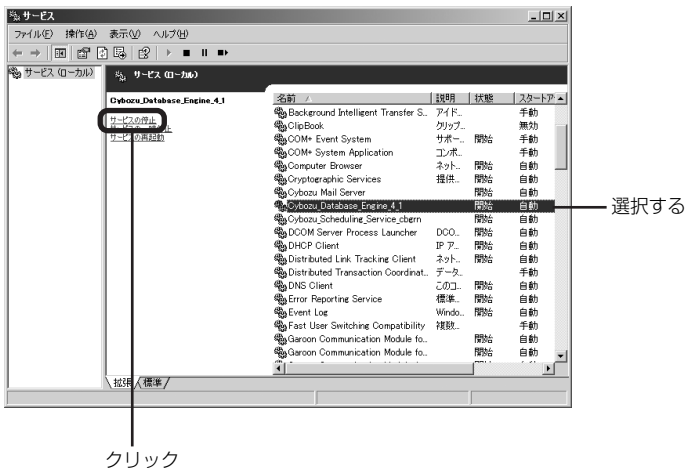 サービス
ファイル(F) 操作(A) 表示(V) ヘルプ(H)
サービス (ローカル)
サービス (ローカル)
Cybozu_Database_Engine_4_1
サービスの停止
サービスの再起動
名前 説明 状態 スタートア
Background Intelligent Transfer S... アイド... 手動
ClipBook クリップ... 無効
COM+ Event System サポー... 開始 手動
COM+ System Application コンポ... 手動
Computer Browser ネット... 開始 自動
Cryptographic Services 提供... 開始 自動
Cybozu Mail Server 開始 自動
Cybozu_Database_Engine_4_1 開始 自動
Cybozu_Scheduling_Service_cbgrn 開始 自動
DCOM Server Process Launcher DCO... 開始 自動
DHCP Client IP ア... 開始 自動
Distributed Link Tracking Client ネット... 開始 自動
Distributed Transaction Coordinat... データ... 手動
DNS Client このコ... 開始 自動
Error Reporting Service 標準... 開始 自動
Event Log Windo... 開始 自動
Fast User Switching Compatibility 複数... 手動
Garoon Communication Module fo... 開始 自動
Garoon Communication Module fo... 開始 自動
拡張 標準
選択する
クリック